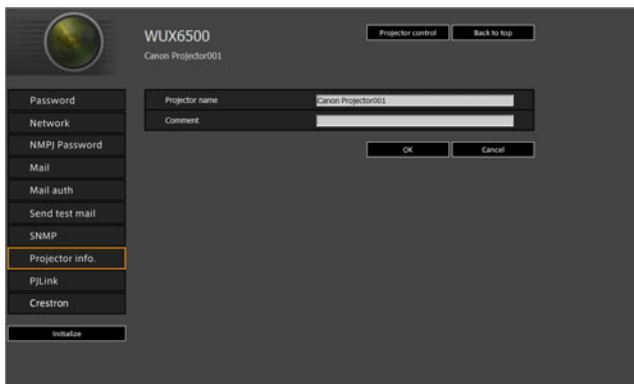 WUX6500
Canon Projector001
Projector control
Back to top
Password
Network
NMPJ Password
Mail
Mail auth
Send test mail
SNMP
Projector info.
PJLink
Crestron
Initialize
Projector name
Canon Projector001
Comment
OK
Cancel